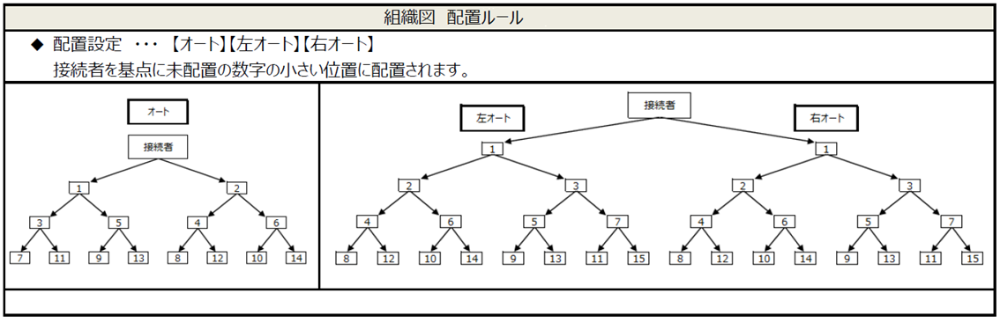 組織図 配置ルール
◆ 配置設定 ・・・ 【オート】【左オート】【右オート】
接続者を基点に未配置の数字の小さい位置に配置されます。
オート
接続者
1 2
3 5 4 6
7 11 9 13 8 12 10 14
接続者
左オート 右オート
1 1
2 3 2 3
4 6 5 7 4 6 5 7
8 12 10 14 9 13 11 15 8 12 10 14 9 13 11 15